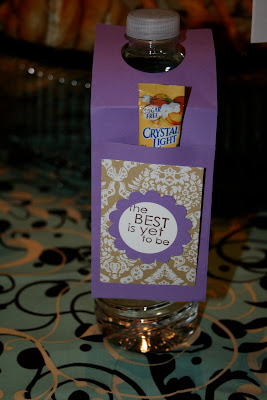 SUGAR
FREE
CRYSTAL
LIGHT
the
BEST
is yet
to be